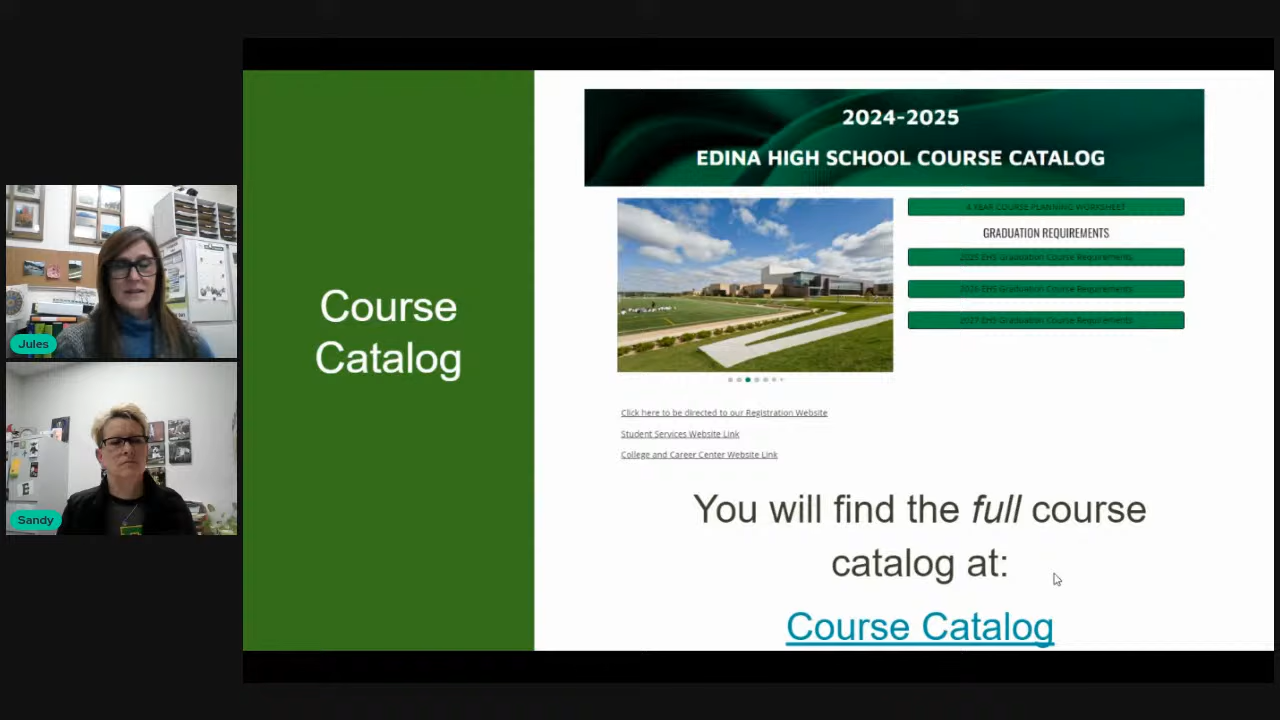 Jules
Sandy
Course
Catalog
2024-2025
EDINA HIGH SCHOOL COURSE CATALOG
4 YEAR COURSE PLANNING WORKSHEET
GRADUATION REQUIREMENTS
2025 EHS Graduation Course Requirements
2026 EHS Graduation Course Requirements
2027 EHS Graduation Course Requirements
Click here to be directed to our Registration Website
Student Services Website Link
College and Career Center Website Link
You will find the full course
catalog at:
Course Catalog